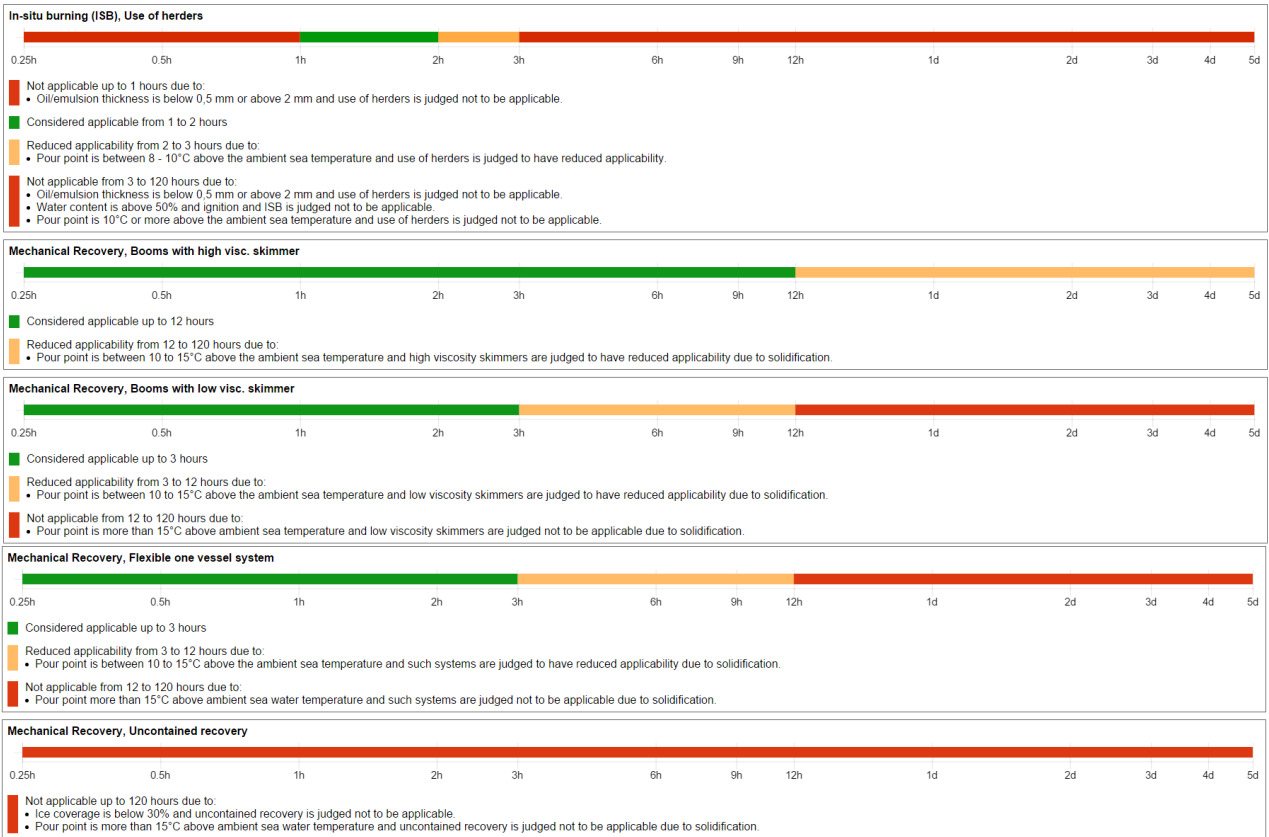 In-situ burning (ISB), Use of herders
0.25h 0.5h 1h 2h 3h 6h 9h 12h 1d 2d 3d 4d 5d
Not applicable up to 1 hours due to:
• Oil/emulsion thickness is below 0,5 mm or above 2 mm and use of herders is judged not to be applicable.
Considered applicable from 1 to 2 hours
Reduced applicability from 2 to 3 hours due to:
• Pour point is between 8 - 10°C above the ambient sea temperature and use of herders is judged to have reduced applicability.
Not applicable from 3 to 120 hours due to:
• Oil/emulsion thickness is below 0,5 mm or above 2 mm and use of herders is judged not to be applicable.
• Water content is above 50% and ignition and ISB is judged not to be applicable.
• Pour point is 10°C or more above the ambient sea temperature and use of herders is judged not to be applicable.
Mechanical Recovery, Booms with high visc. skimmer
0.25h 0.5h 1h 2h 3h 6h 9h 12h 1d 2d 3d 4d 5d
Considered applicable up to 12 hours
Reduced applicability from 12 to 120 hours due to:
• Pour point is between 10 to 15°C above the ambient sea temperature and high viscosity skimmers are judged to have reduced applicability due to solidification.
Mechanical Recovery, Booms with low visc. skimmer
0.25h 0.5h 1h 2h 3h 6h 9h 12h 1d 2d 3d 4d 5d
Considered applicable up to 3 hours
Reduced applicability from 3 to 12 hours due to:
• Pour point is between 10 to 15°C above the ambient sea temperature and low viscosity skimmers are judged to have reduced applicability due to solidification.
Not applicable from 12 to 120 hours due to:
• Pour point is more than 15°C above ambient sea temperature and low viscosity skimmers are judged not to be applicable due to solidification.
Mechanical Recovery, Flexible one vessel system
0.25h 0.5h 1h 2h 3h 6h 9h 12h 1d 2d 3d 4d 5d
Considered applicable up to 3 hours
Reduced applicability from 3 to 12 hours due to:
• Pour point is between 10 to 15°C above the ambient sea temperature and such systems are judged to have reduced applicability due to solidification.
Not applicable from 12 to 120 hours due to:
• Pour point more than 15°C above ambient sea water temperature and such systems are judged not to be applicable due to solidification.
Mechanical Recovery, Uncontained recovery
0.25h 0.5h 1h 2h 3h 6h 9h 12h 1d 2d 3d 4d 5d
Not applicable up to 120 hours due to:
• Ice coverage is below 30% and uncontained recovery is judged not to be applicable.
• Pour point is more than 15°C above ambient sea water temperature and uncontained recovery is judged not to be applicable due to solidification.